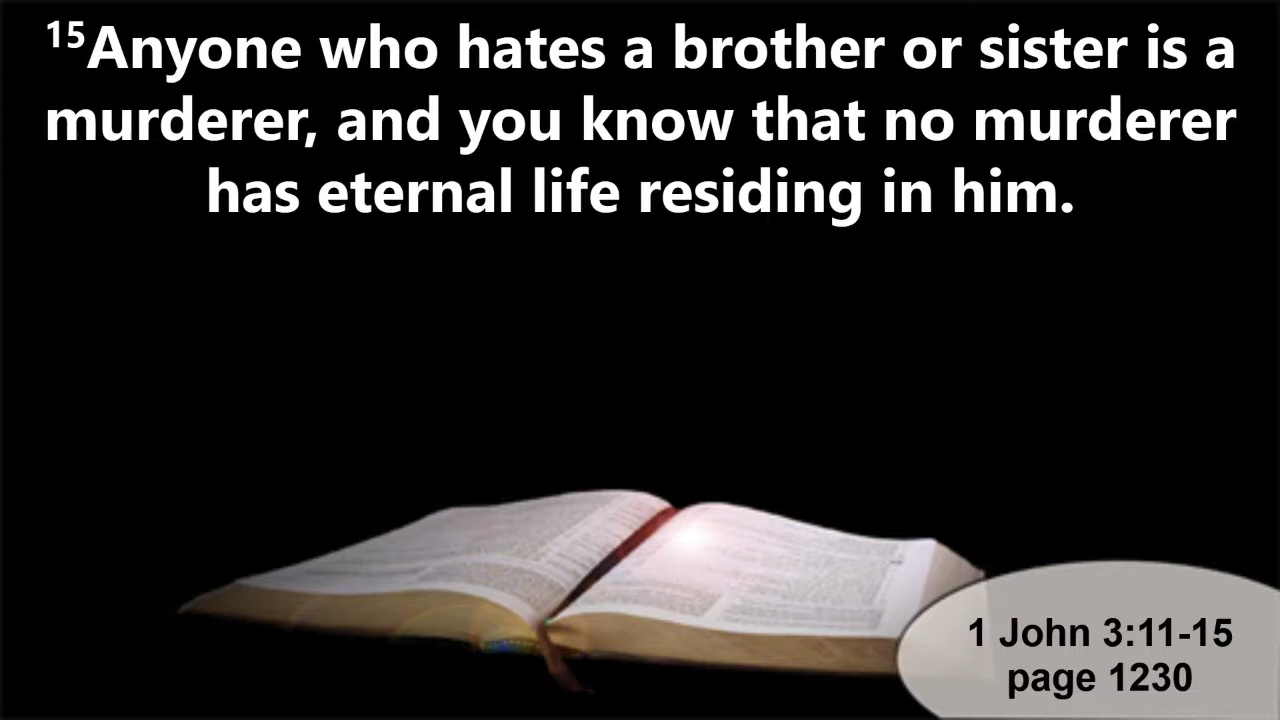 ¹⁵Anyone who hates a brother or sister is a
murderer, and you know that no murderer
has eternal life residing in him.
1 John 3:11-15
page 1230